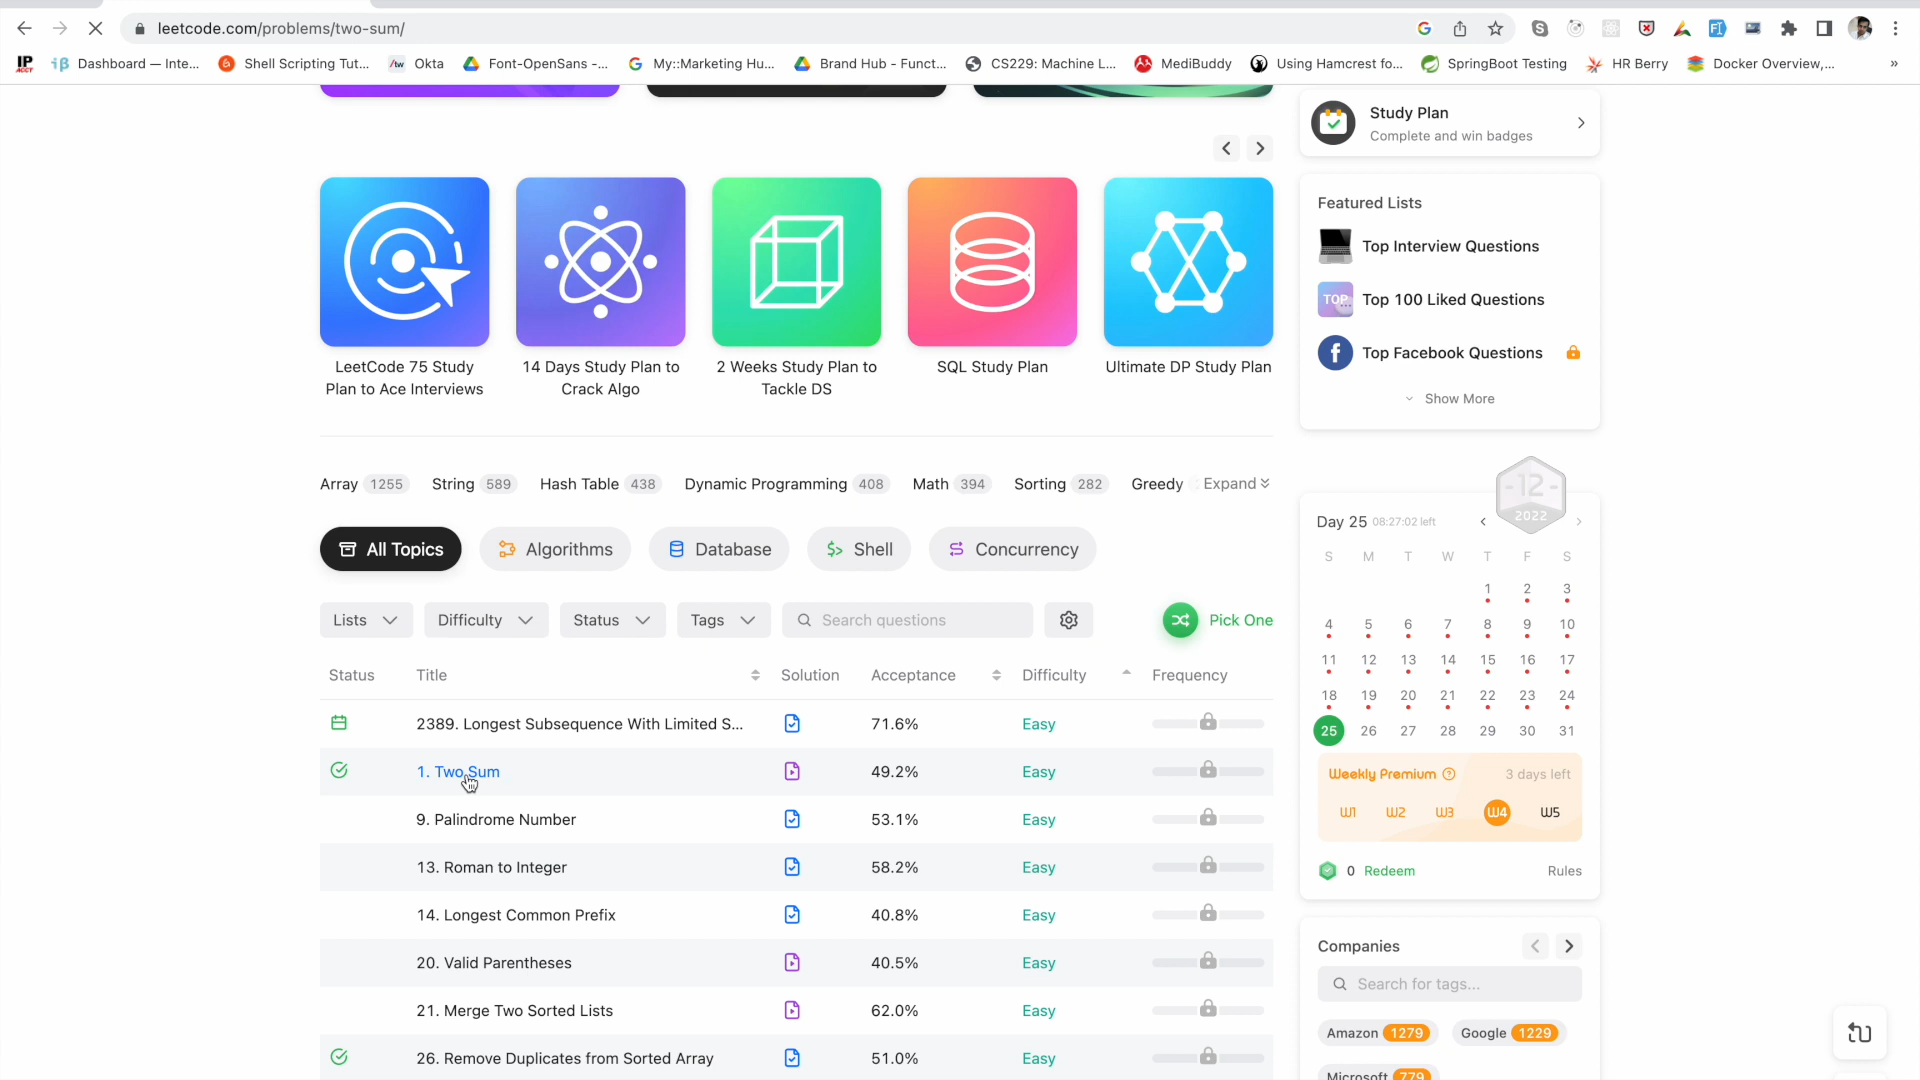 leetcode.com/problems/two-sum/
IP
ACCT
Dashboard — Inte...
Shell Scripting Tut...
/tw Okta
Font-OpenSans -...
My::Marketing Hu...
Brand Hub - Funct...
CS229: Machine L...
MediBuddy
Using Hamcrest fo...
SpringBoot Testing
HR Berry
Docker Overview,...
»
Study Plan
Complete and win badges
LeetCode 75 Study
Plan to Ace Interviews
14 Days Study Plan to
Crack Algo
2 Weeks Study Plan to
Tackle DS
SQL Study Plan
Ultimate DP Study Plan
Featured Lists
Top Interview Questions
TOP
Top 100 Liked Questions
Top Facebook Questions
Show More
Array 1255 String 589 Hash Table 438 Dynamic Programming 408 Math 394 Sorting 282 Greedy Expand
All Topics Algorithms Database $> Shell Concurrency
Lists Difficulty Status Tags Search questions Pick One
Status Title Solution Acceptance Difficulty Frequency
2389. Longest Subsequence With Limited S... 71.6% Easy
1. Two Sum 49.2% Easy
9. Palindrome Number 53.1% Easy
13. Roman to Integer 58.2% Easy
14. Longest Common Prefix 40.8% Easy
20. Valid Parentheses 40.5% Easy
21. Merge Two Sorted Lists 62.0% Easy
26. Remove Duplicates from Sorted Array 51.0% Easy
-12-
2022
Day 25 08:27:02 left
S M T W T F S
1 2 3
4 5 6 7 8 9 10
11 12 13 14 15 16 17
18 19 20 21 22 23 24
25 26 27 28 29 30 31
Weekly Premium ? 3 days left
W1 W2 W3 W4 W5
0 Redeem Rules
Companies
Search for tags...
Amazon 1279 Google 1229
Microsoft 779